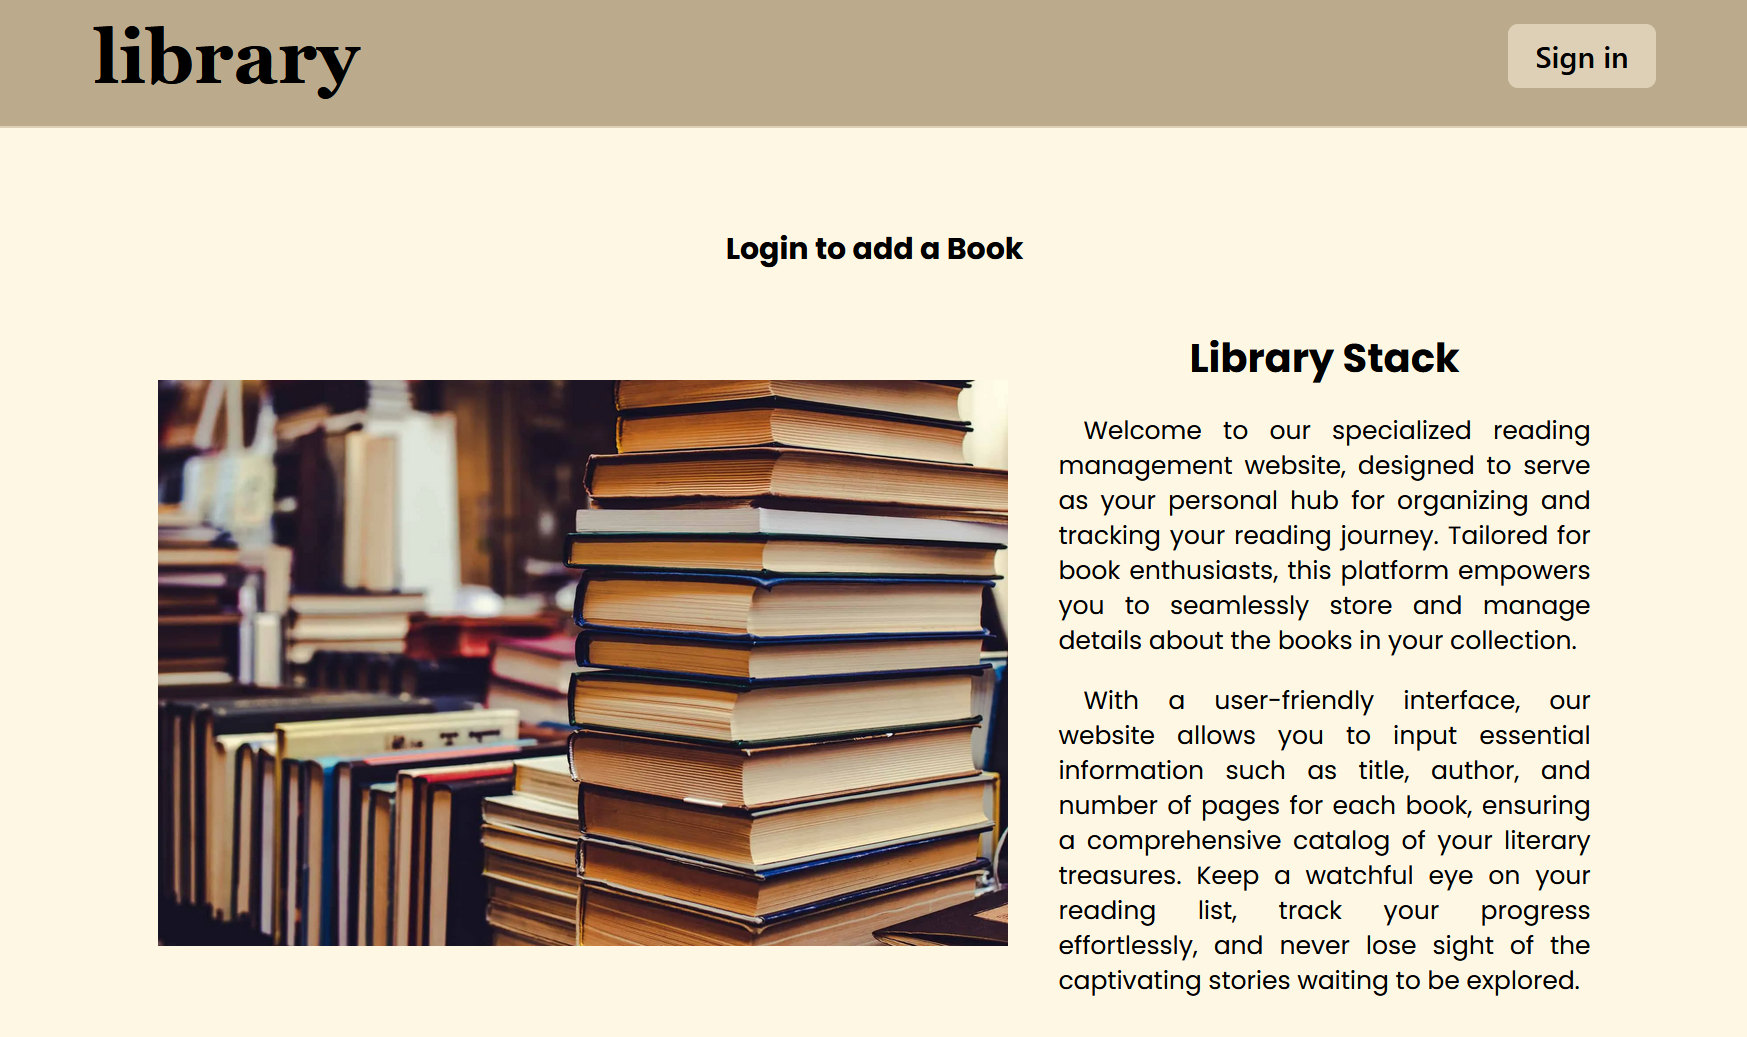 library
Sign in
Login to add a Book
Library Stack
Welcome to our specialized reading
management website, designed to serve
as your personal hub for organizing and
tracking your reading journey. Tailored for
book enthusiasts, this platform empowers
you to seamlessly store and manage
details about the books in your collection.
With a user-friendly interface, our
website allows you to input essential
information such as title, author, and
number of pages for each book, ensuring
a comprehensive catalog of your literary
treasures. Keep a watchful eye on your
reading list, track your progress
effortlessly, and never lose sight of the
captivating stories waiting to be explored.